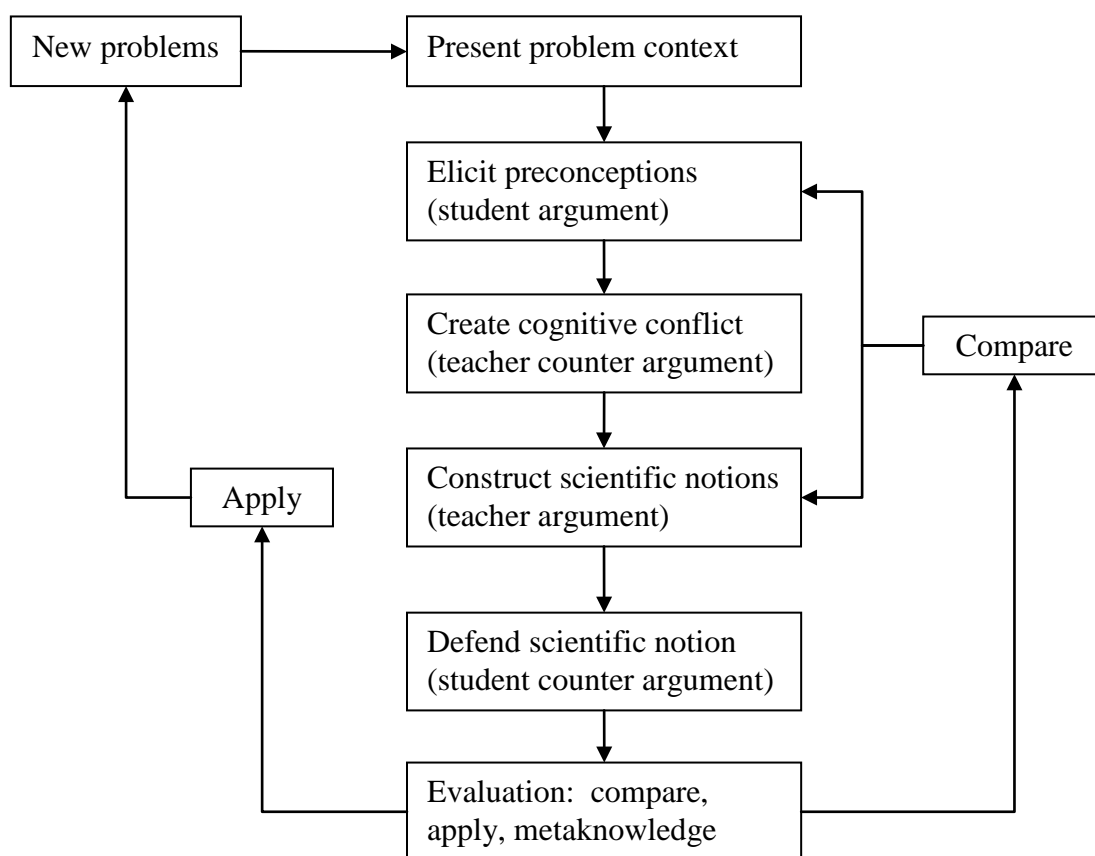 New problems
Present problem context
Elicit preconceptions
(student argument)
Create cognitive conflict
(teacher counter argument)
Compare
Construct scientific notions
(teacher argument)
Apply
Defend scientific notion
(student counter argument)
Evaluation:  compare,
apply, metaknowledge